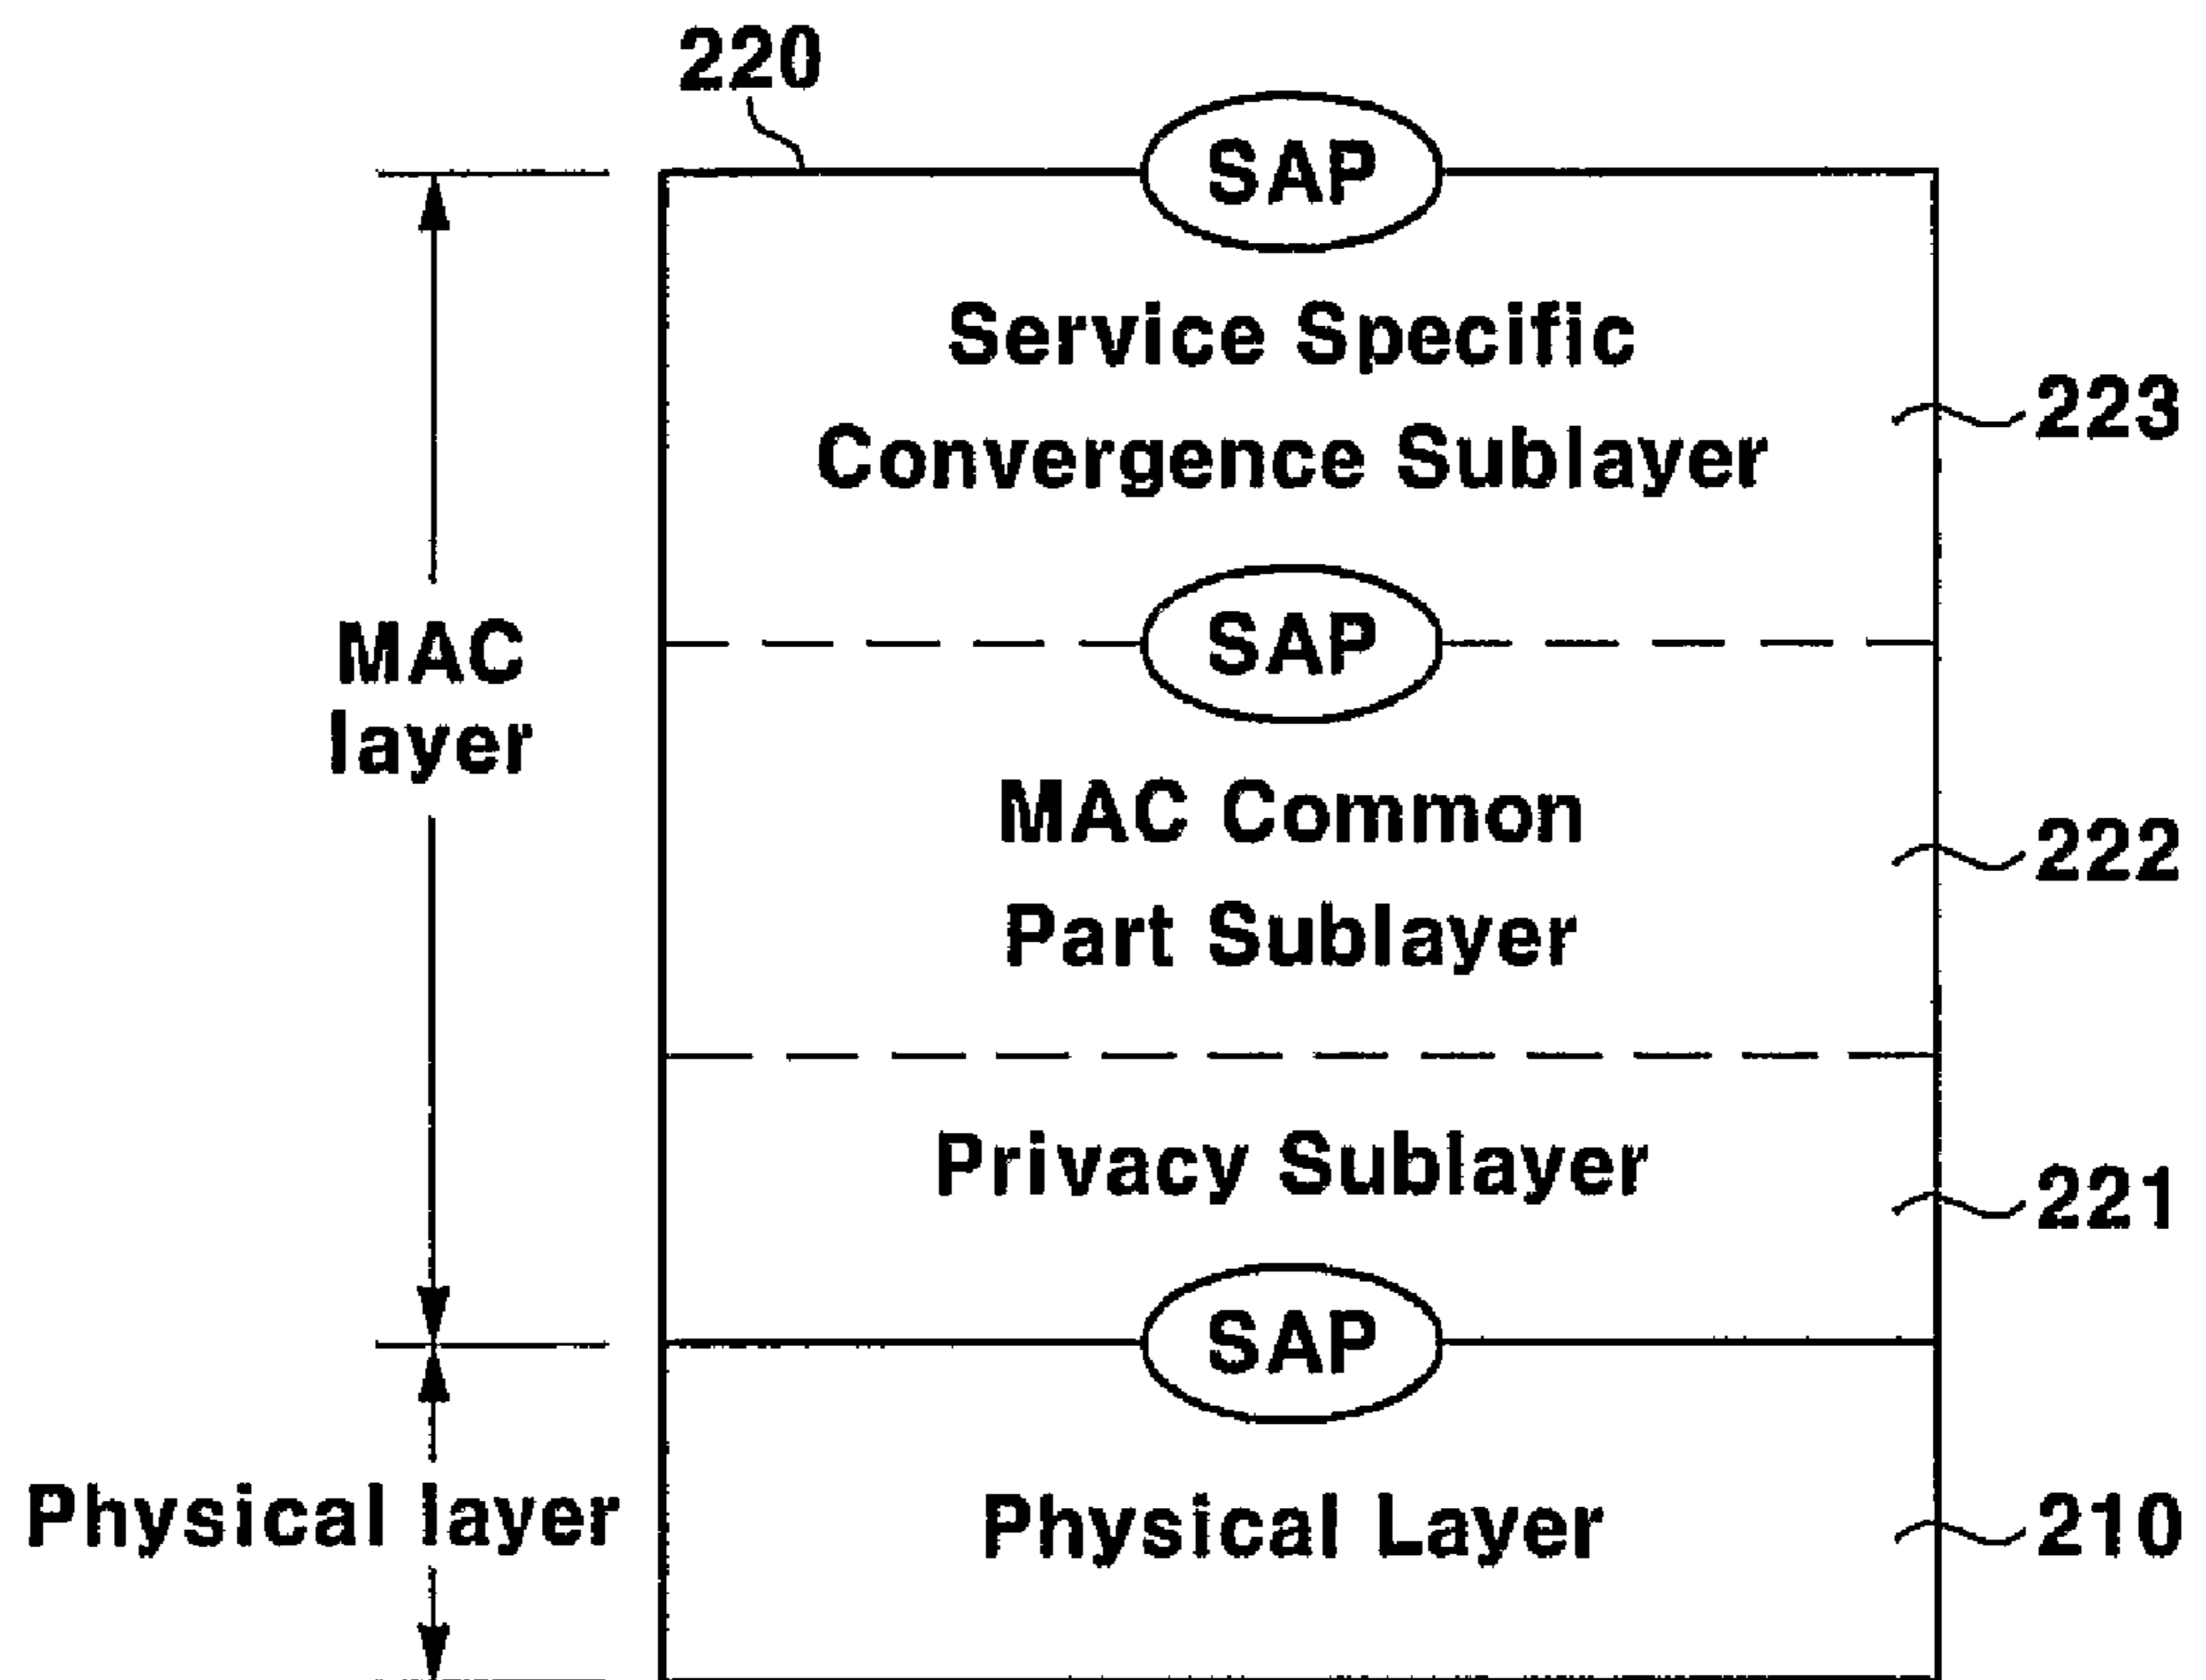 220
SAP
Service Specific
Convergence Sublayer
223
SAP
MAC
layer
MAC Common
Part Sublayer
222
Privacy Sublayer
221
SAP
Physical layer
Physical Layer
210